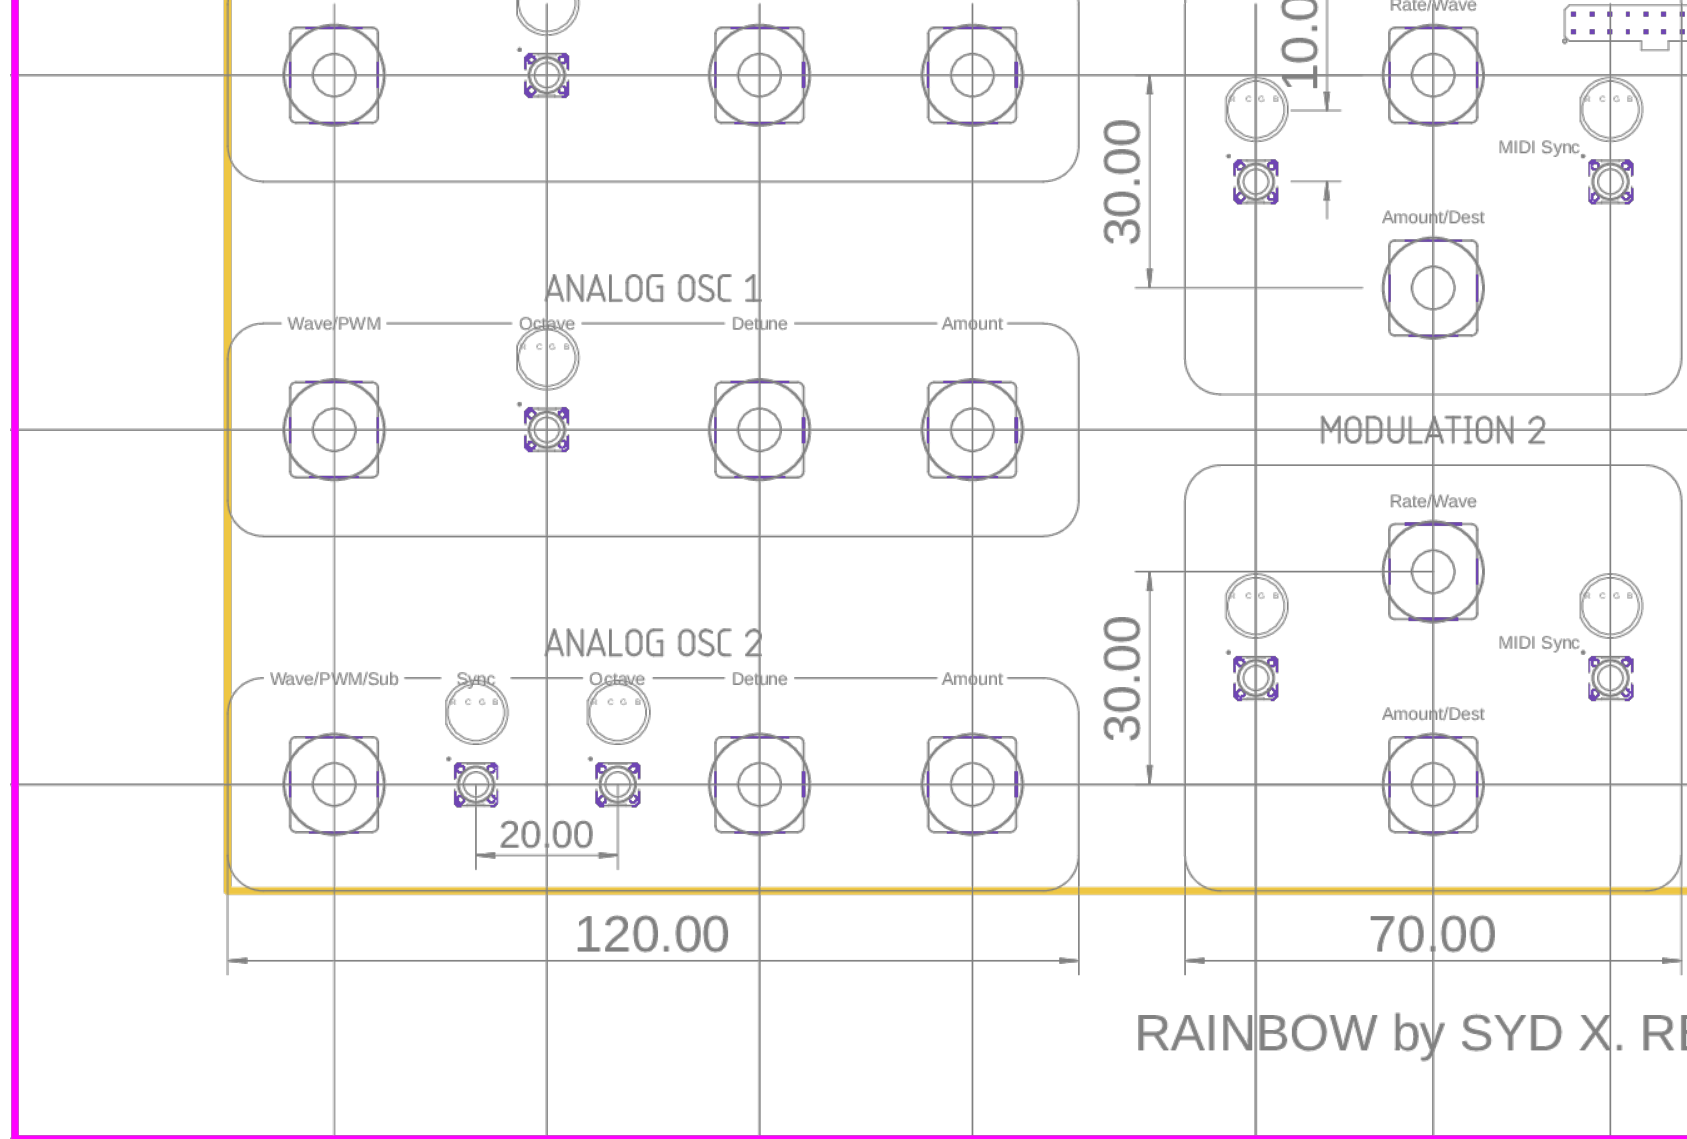 Rate/Wave
10.0
R C G B
R C G B
30.00
MIDI Sync
Amount/Dest
ANALOG OSC 1
Wave/PWM Octave Detune Amount
R C G B
MODULATION 2
Rate/Wave
R C G B
R C G B
30.00
MIDI Sync
ANALOG OSC 2
Wave/PWM/Sub Sync Octave Detune Amount
R C G B
R C G B
Amount/Dest
20.00
120.00
70.00
RAINBOW by SYD X. RE